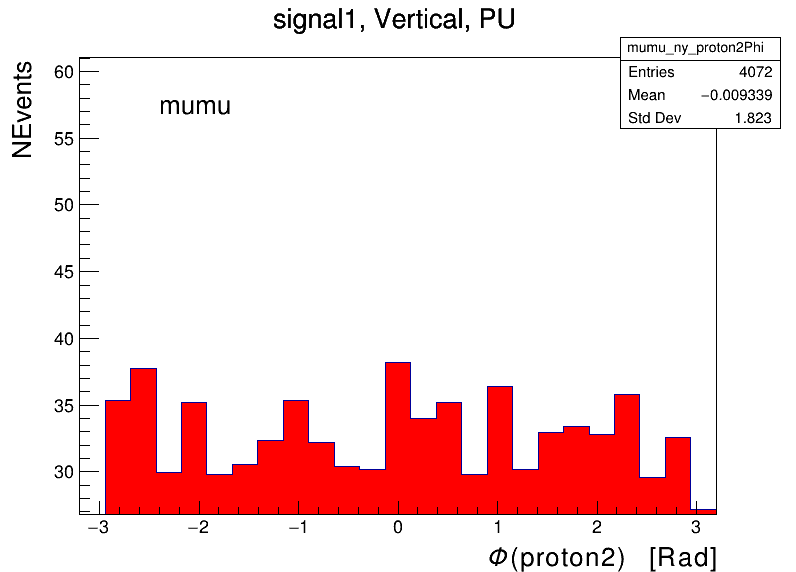 signal1, Vertical, PU
mumu_ny_proton2Phi
Entries 4072
Mean −0.009339
Std Dev 1.823
NEvents
mumu
60
55
50
45
40
35
30
−3 −2 −1 0 1 2 3
Φ(proton2) [Rad]